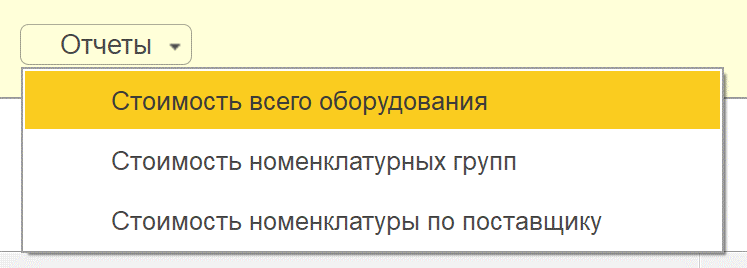 Отчеты
Стоимость всего оборудования
Стоимость номенклатурных групп
Стоимость номенклатуры по поставщику